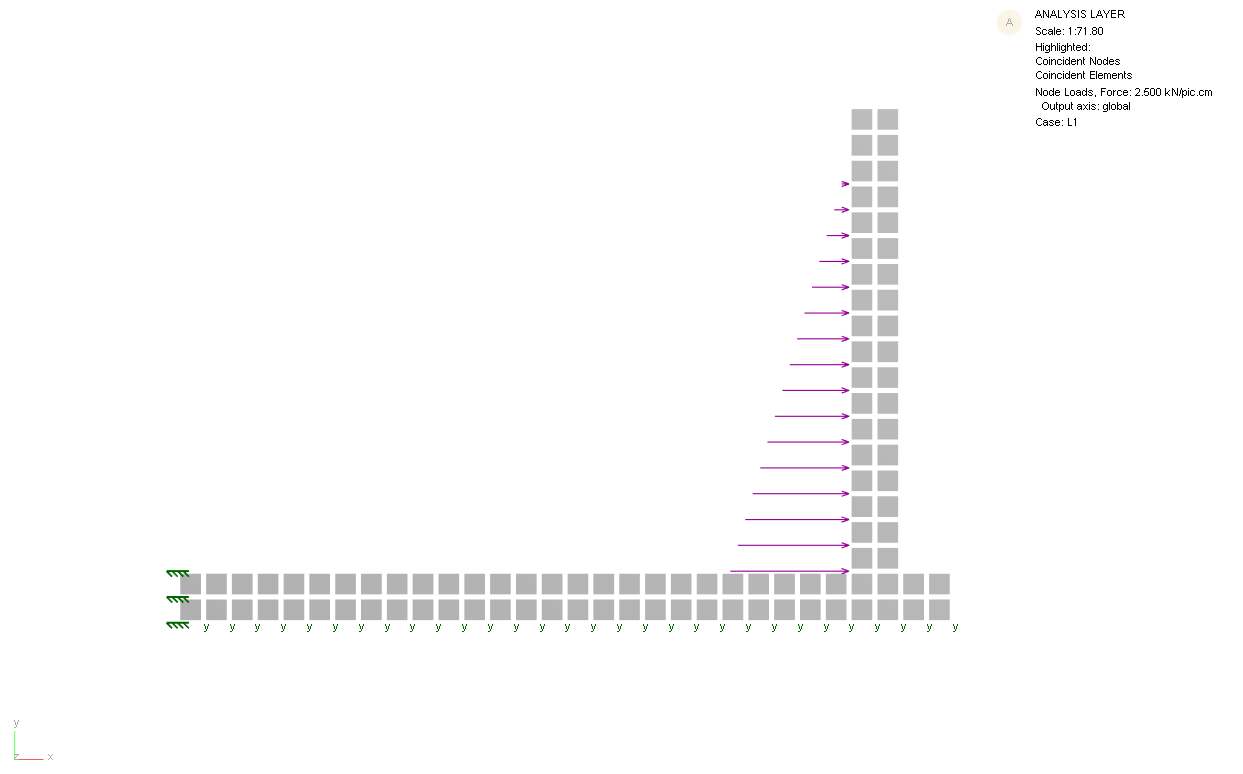 A
ANALYSIS LAYER
Scale: 1:71.80
Highlighted:
Coincident Nodes
Coincident Elements
Node Loads, Force: 2.500 kN/pic.cm
Output axis: global
Case: L1
y y y y y y y y y y y y y y y y y y y y y y y y y y y y y y
y
z x